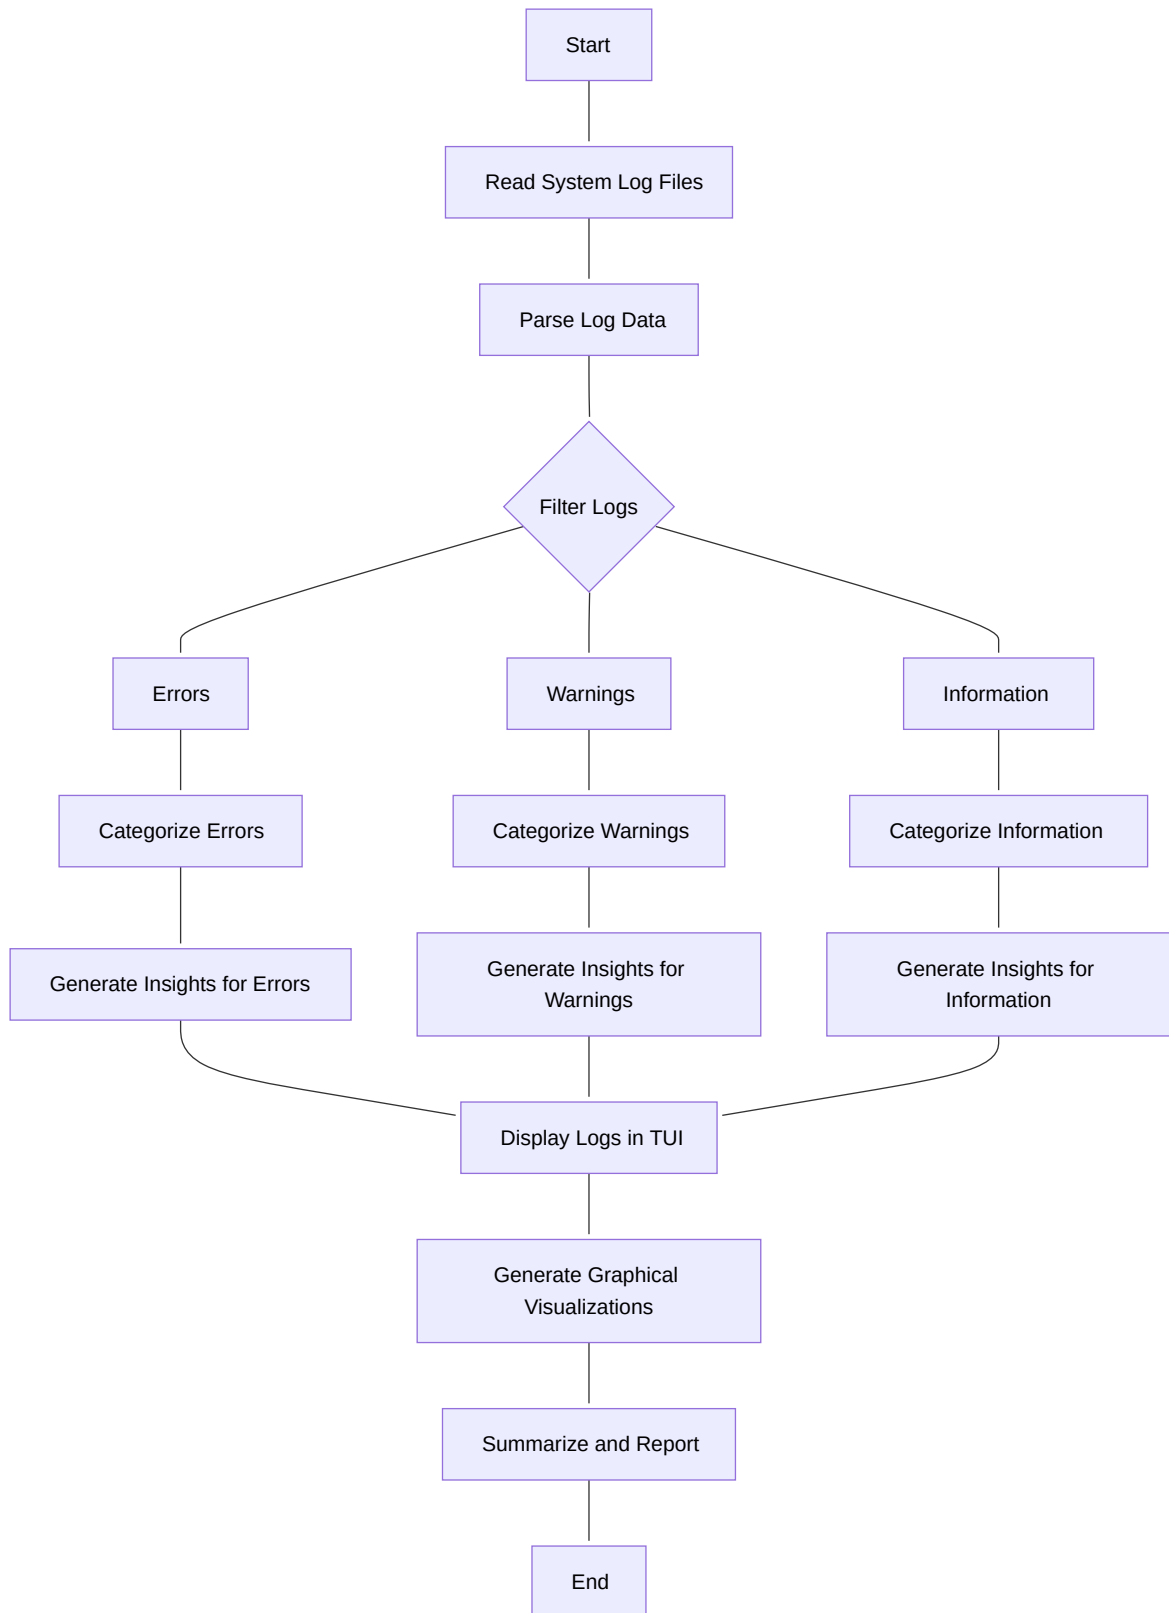 Start
Read System Log Files
Parse Log Data
Filter Logs
Errors
Warnings
Information
Categorize Errors
Categorize Warnings
Categorize Information
Generate Insights for Errors
Generate Insights for
Warnings
Generate Insights for
Information
Display Logs in TUI
Generate Graphical
Visualizations
Summarize and Report
End